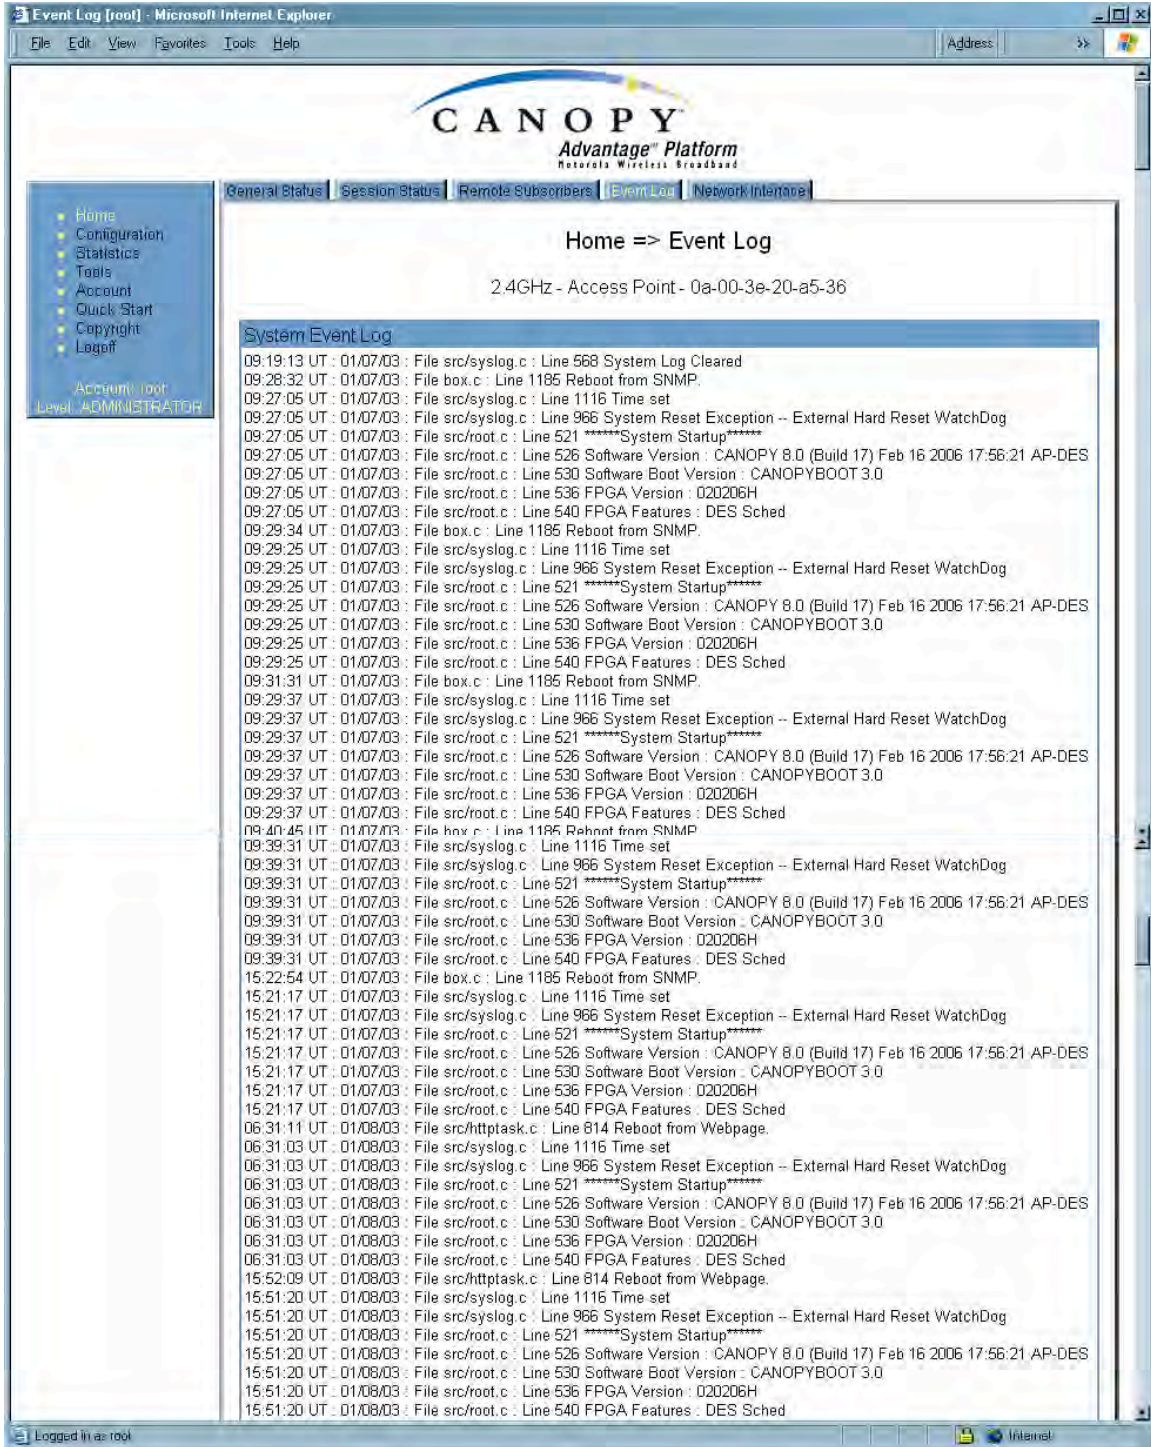 Event Log [root] - Microsoft Internet Explorer
File Edit View Favorites Tools Help
Address
CANOPY
Advantage™ Platform
Motorola Wireless Broadband
General Status Session Status Remote Subscribers Event Log Network Interface
Home
Configuration
Statistics
Tools
Account
Quick Start
Copyright
Logoff
Account: root
Level: ADMINISTRATOR
Home => Event Log
2.4GHz - Access Point - 0a-00-3e-20-a5-36
System Event Log
09:19:13 UT : 01/07/03 : File src/syslog.c : Line 568 System Log Cleared
09:28:32 UT : 01/07/03 : File box.c : Line 1185 Reboot from SNMP.
09:27:05 UT : 01/07/03 : File src/syslog.c : Line 1116 Time set
09:27:05 UT : 01/07/03 : File src/syslog.c : Line 966 System Reset Exception -- External Hard Reset WatchDog
09:27:05 UT : 01/07/03 : File src/root.c : Line 521 ******System Startup******
09:27:05 UT : 01/07/03 : File src/root.c : Line 526 Software Version : CANOPY 8.0 (Build 17) Feb 16 2006 17:56:21 AP-DES
09:27:05 UT : 01/07/03 : File src/root.c : Line 530 Software Boot Version : CANOPYBOOT 3.0
09:27:05 UT : 01/07/03 : File src/root.c : Line 536 FPGA Version : 020206H
09:27:05 UT : 01/07/03 : File src/root.c : Line 540 FPGA Features : DES Sched
09:29:34 UT : 01/07/03 : File box.c : Line 1185 Reboot from SNMP.
09:29:25 UT : 01/07/03 : File src/syslog.c : Line 1116 Time set
09:29:25 UT : 01/07/03 : File src/syslog.c : Line 966 System Reset Exception -- External Hard Reset WatchDog
09:29:25 UT : 01/07/03 : File src/root.c : Line 521 ******System Startup******
09:29:25 UT : 01/07/03 : File src/root.c : Line 526 Software Version : CANOPY 8.0 (Build 17) Feb 16 2006 17:56:21 AP-DES
09:29:25 UT : 01/07/03 : File src/root.c : Line 530 Software Boot Version : CANOPYBOOT 3.0
09:29:25 UT : 01/07/03 : File src/root.c : Line 536 FPGA Version : 020206H
09:29:25 UT : 01/07/03 : File src/root.c : Line 540 FPGA Features : DES Sched
09:31:31 UT : 01/07/03 : File box.c : Line 1185 Reboot from SNMP.
09:29:37 UT : 01/07/03 : File src/syslog.c : Line 1116 Time set
09:29:37 UT : 01/07/03 : File src/syslog.c : Line 966 System Reset Exception -- External Hard Reset WatchDog
09:29:37 UT : 01/07/03 : File src/root.c : Line 521 ******System Startup******
09:29:37 UT : 01/07/03 : File src/root.c : Line 526 Software Version : CANOPY 8.0 (Build 17) Feb 16 2006 17:56:21 AP-DES
09:29:37 UT : 01/07/03 : File src/root.c : Line 530 Software Boot Version : CANOPYBOOT 3.0
09:29:37 UT : 01/07/03 : File src/root.c : Line 536 FPGA Version : 020206H
09:29:37 UT : 01/07/03 : File src/root.c : Line 540 FPGA Features : DES Sched
09:40:45 UT : 01/07/03 : File box.c : Line 1185 Reboot from SNMP
09:39:31 UT : 01/07/03 : File src/syslog.c : Line 1116 Time set
09:39:31 UT : 01/07/03 : File src/syslog.c : Line 966 System Reset Exception -- External Hard Reset WatchDog
09:39:31 UT : 01/07/03 : File src/root.c : Line 521 ******System Startup******
09:39:31 UT : 01/07/03 : File src/root.c : Line 526 Software Version : CANOPY 8.0 (Build 17) Feb 16 2006 17:56:21 AP-DES
09:39:31 UT : 01/07/03 : File src/root.c : Line 530 Software Boot Version : CANOPYBOOT 3.0
09:39:31 UT : 01/07/03 : File src/root.c : Line 536 FPGA Version : 020206H
09:39:31 UT : 01/07/03 : File src/root.c : Line 540 FPGA Features : DES Sched
15:22:54 UT : 01/07/03 : File box.c : Line 1185 Reboot from SNMP.
15:21:17 UT : 01/07/03 : File src/syslog.c : Line 1116 Time set
15:21:17 UT : 01/07/03 : File src/syslog.c : Line 966 System Reset Exception -- External Hard Reset WatchDog
15:21:17 UT : 01/07/03 : File src/root.c : Line 521 ******System Startup******
15:21:17 UT : 01/07/03 : File src/root.c : Line 526 Software Version : CANOPY 8.0 (Build 17) Feb 16 2006 17:56:21 AP-DES
15:21:17 UT : 01/07/03 : File src/root.c : Line 530 Software Boot Version : CANOPYBOOT 3.0
15:21:17 UT : 01/07/03 : File src/root.c : Line 536 FPGA Version : 020206H
15:21:17 UT : 01/07/03 : File src/root.c : Line 540 FPGA Features : DES Sched
06:31:11 UT : 01/08/03 : File src/httptask.c : Line 814 Reboot from Webpage.
06:31:03 UT : 01/08/03 : File src/syslog.c : Line 1116 Time set
06:31:03 UT : 01/08/03 : File src/syslog.c : Line 966 System Reset Exception -- External Hard Reset WatchDog
06:31:03 UT : 01/08/03 : File src/root.c : Line 521 ******System Startup******
06:31:03 UT : 01/08/03 : File src/root.c : Line 526 Software Version : CANOPY 8.0 (Build 17) Feb 16 2006 17:56:21 AP-DES
06:31:03 UT : 01/08/03 : File src/root.c : Line 530 Software Boot Version : CANOPYBOOT 3.0
06:31:03 UT : 01/08/03 : File src/root.c : Line 536 FPGA Version : 020206H
06:31:03 UT : 01/08/03 : File src/root.c : Line 540 FPGA Features : DES Sched
15:52:09 UT : 01/08/03 : File src/httptask.c : Line 814 Reboot from Webpage.
15:51:20 UT : 01/08/03 : File src/syslog.c : Line 1116 Time set
15:51:20 UT : 01/08/03 : File src/syslog.c : Line 966 System Reset Exception -- External Hard Reset WatchDog
15:51:20 UT : 01/08/03 : File src/root.c : Line 521 ******System Startup******
15:51:20 UT : 01/08/03 : File src/root.c : Line 526 Software Version : CANOPY 8.0 (Build 17) Feb 16 2006 17:56:21 AP-DES
15:51:20 UT : 01/08/03 : File src/root.c : Line 530 Software Boot Version : CANOPYBOOT 3.0
15:51:20 UT : 01/08/03 : File src/root.c : Line 536 FPGA Version : 020206H
15:51:20 UT : 01/08/03 : File src/root.c : Line 540 FPGA Features : DES Sched
Logged in as root
Internet